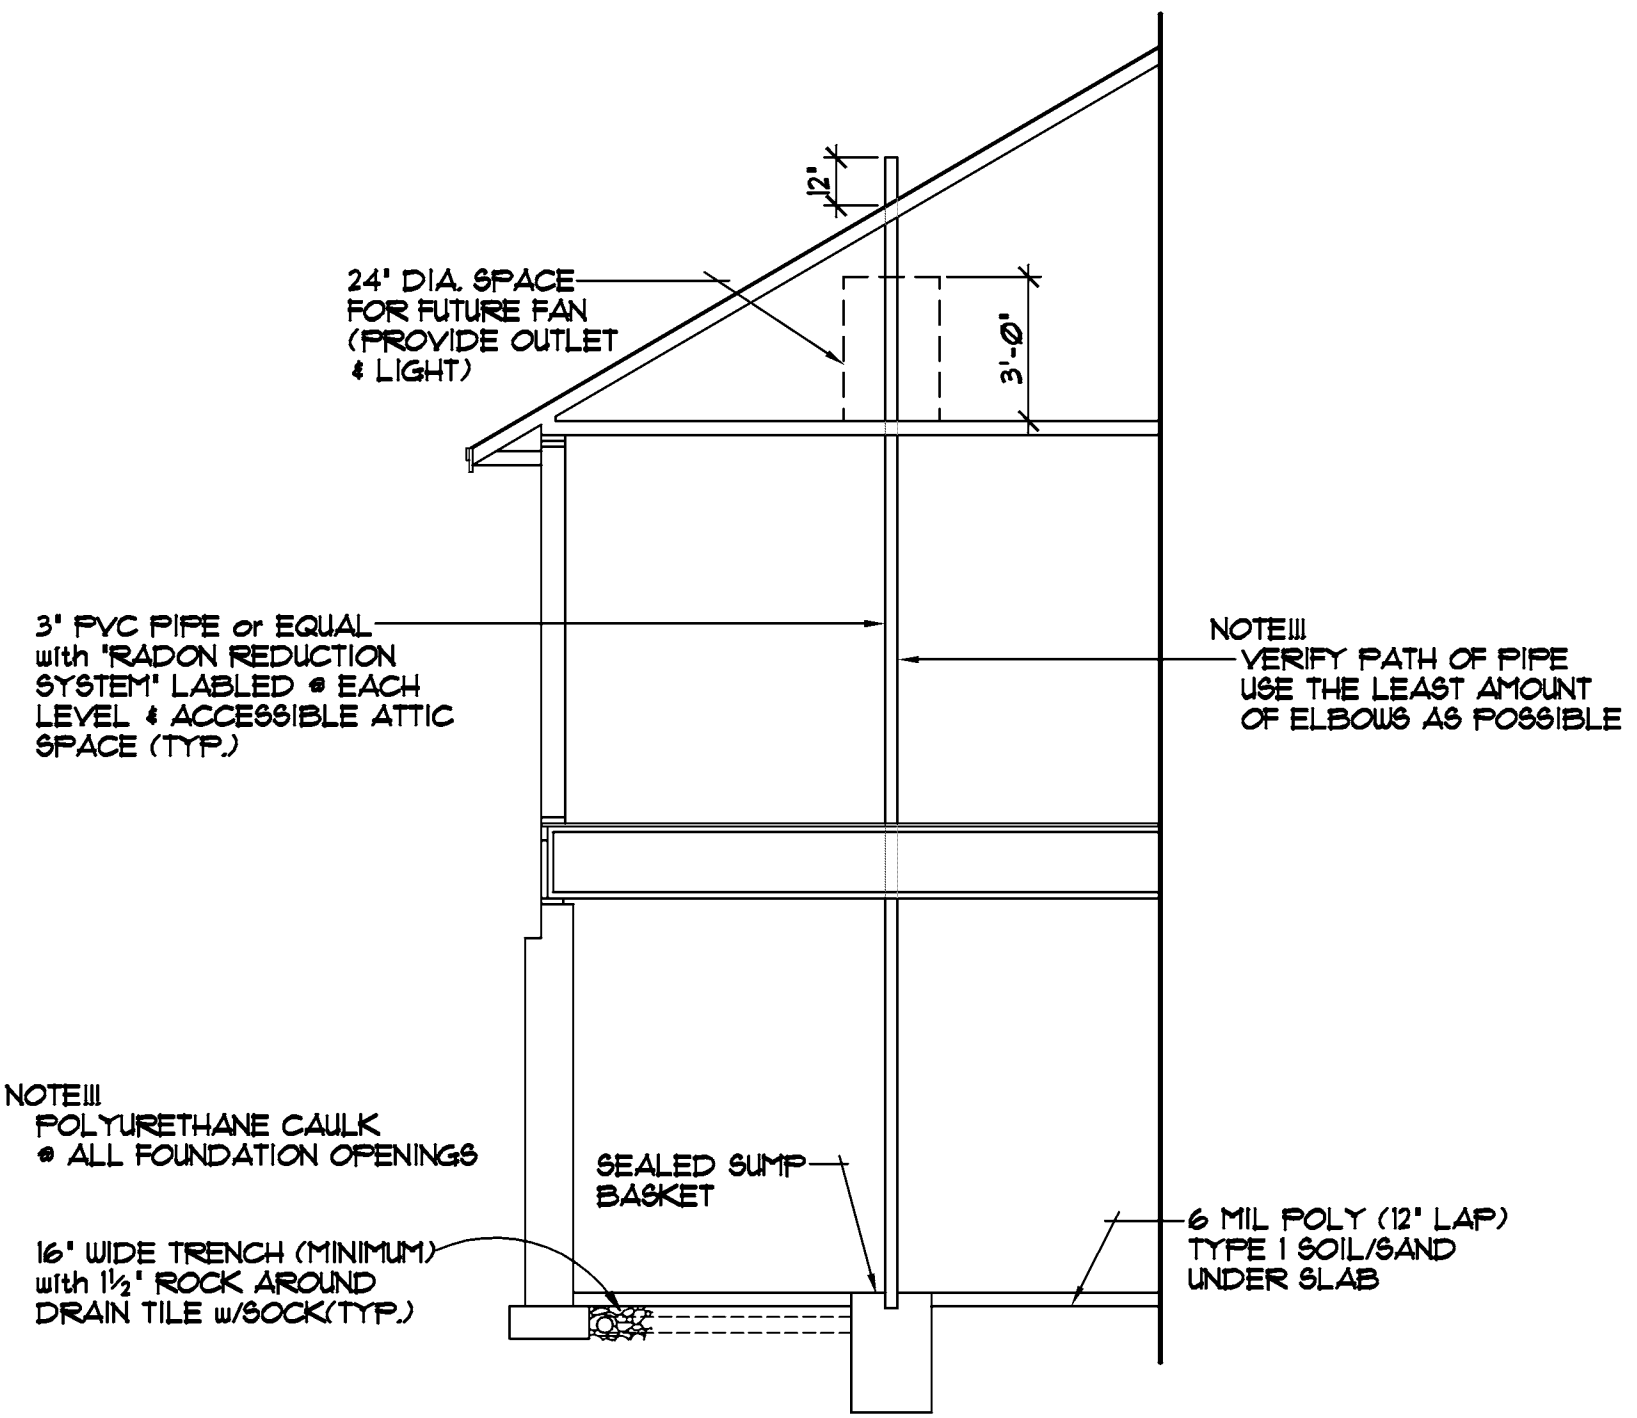 12"
24" DIA. SPACE
FOR FUTURE FAN
(PROVIDE OUTLET
& LIGHT)
3'-0"
3" PVC PIPE or EQUAL
with "RADON REDUCTION
SYSTEM" LABLED @ EACH
LEVEL & ACCESSIBLE ATTIC
SPACE (TYP.)
NOTE!!!
VERIFY PATH OF PIPE
USE THE LEAST AMOUNT
OF ELBOWS AS POSSIBLE
NOTE!!!
POLYURETHANE CAULK
@ ALL FOUNDATION OPENINGS
SEALED SUMP
BASKET
16" WIDE TRENCH (MINIMUM)
with 1½" ROCK AROUND
DRAIN TILE w/SOCK(TYP.)
6 MIL POLY (12" LAP)
TYPE 1 SOIL/SAND
UNDER SLAB